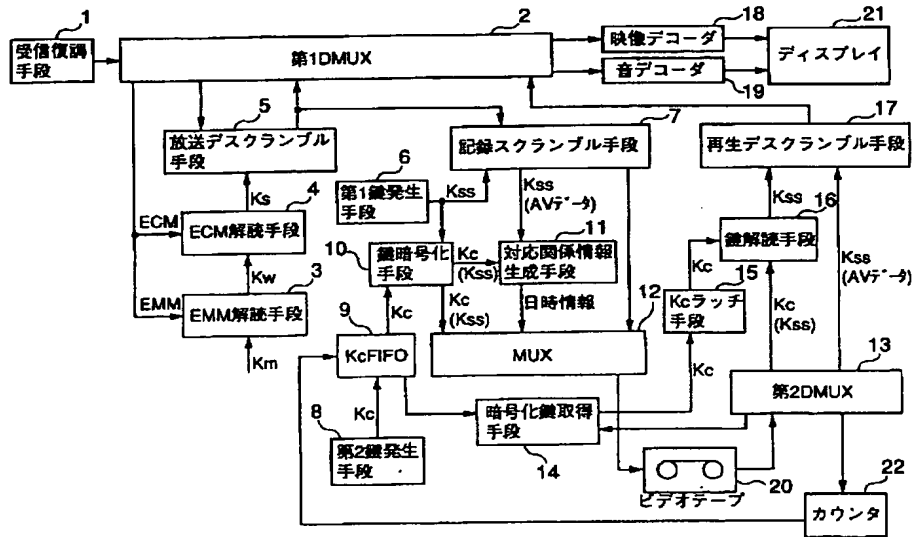 1
受信復調
手段
2
第1DMUX
18
映像デコーダ
21
ディスプレイ
音デコーダ
19
5
放送デスクランブル
手段
7
記録スクランブル手段
17
再生デスクランブル手段
6
第1鍵発生
手段
Ks
4
ECM
ECM解読手段
Kss
Kss
(AVデータ)
11
Kss
16
鍵解読手段
10
鍵暗号化
手段
Kc
(Kss)
対応関係情報
生成手段
Kss
(AVデータ)
Kw
3
EMM
EMM解読手段
Kc
15
Kcラッチ
手段
Kc
(Kss)
Km
9
Kc
KcFIFO
Kc
(Kss)
日時情報
12
MUX
Kc
13
第2DMUX
8
Kc
第2鍵発生
手段
暗号化鍵取得
手段
14
20
ビデオテープ
22
カウンタ